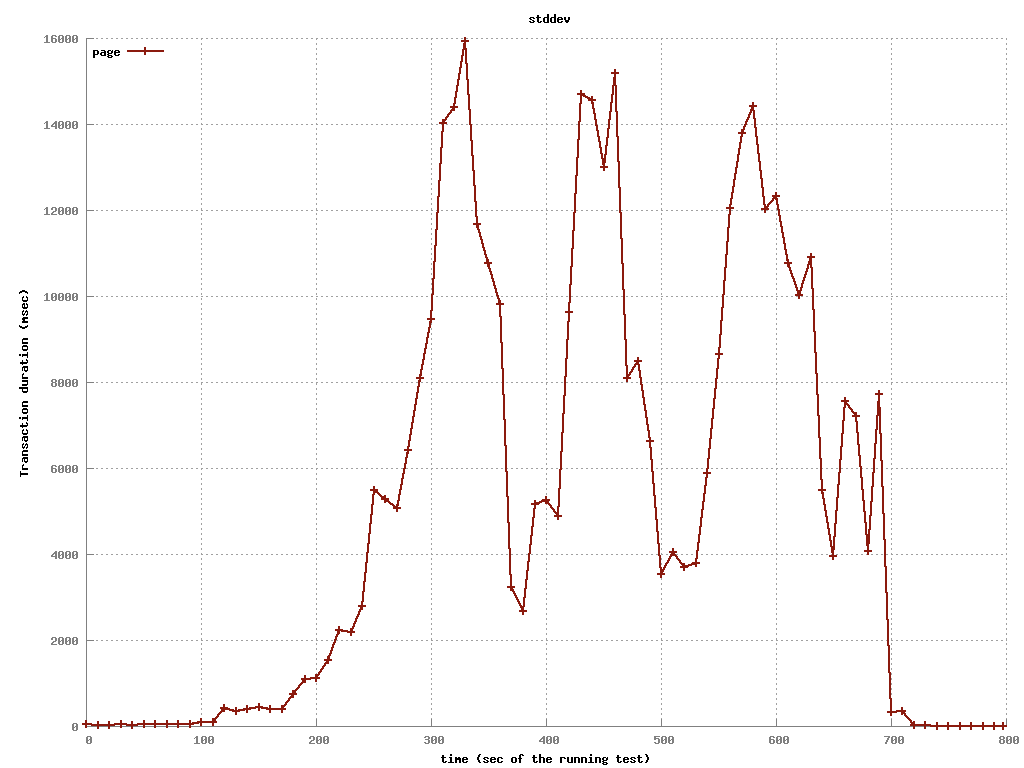 stddev
page
16000
14000
12000
10000
8000
6000
4000
2000
0
Transaction duration (msec)
0 100 200 300 400 500 600 700 800
time (sec of the running test)